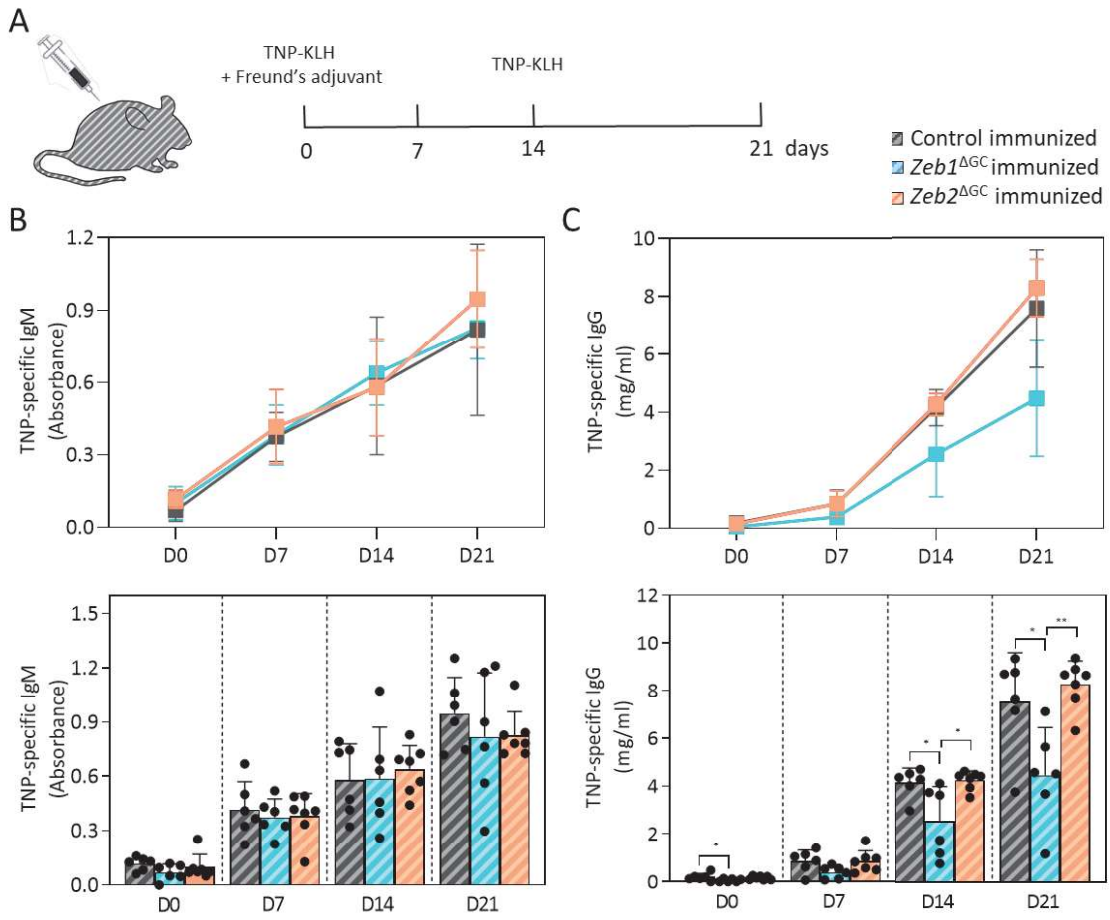 A
TNP-KLH
+ Freund's adjuvant
TNP-KLH
0
7
14
21 days
Control immunized
Zeb1ΔGC immunized
Zeb2ΔGC immunized
B
TNP-specific IgM
(Absorbance)
1.2
0.9
0.6
0.3
0.0
D0
D7
D14
D21
C
TNP-specific IgG
(mg/ml)
10
8
6
4
2
0
D0
D7
D14
D21
TNP-specific IgM
(Absorbance)
1.5
1.2
0.9
0.6
0.3
0.0
D0
D7
D14
D21
TNP-specific IgG
(mg/ml)
12
10
8
6
4
2
0
*
*
*
*
**
D0
D7
D14
D21